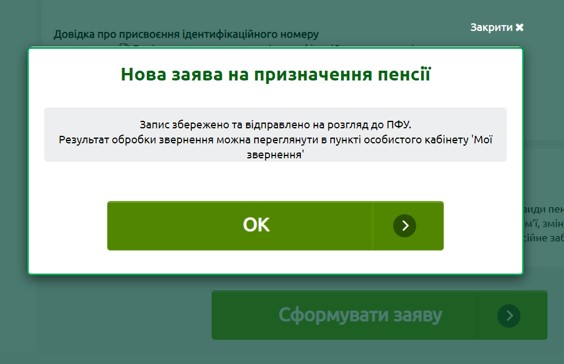 Закрити ✖
Довідка про присвоєння ідентифікаційного номеру
Нова заява на призначення пенсії
Запис збережено та відправлено на розгляд до ПФУ.
Результат обробки звернення можна переглянути в пункті особистого кабінету 'Мої
звернення'
ОК
Сформувати заяву